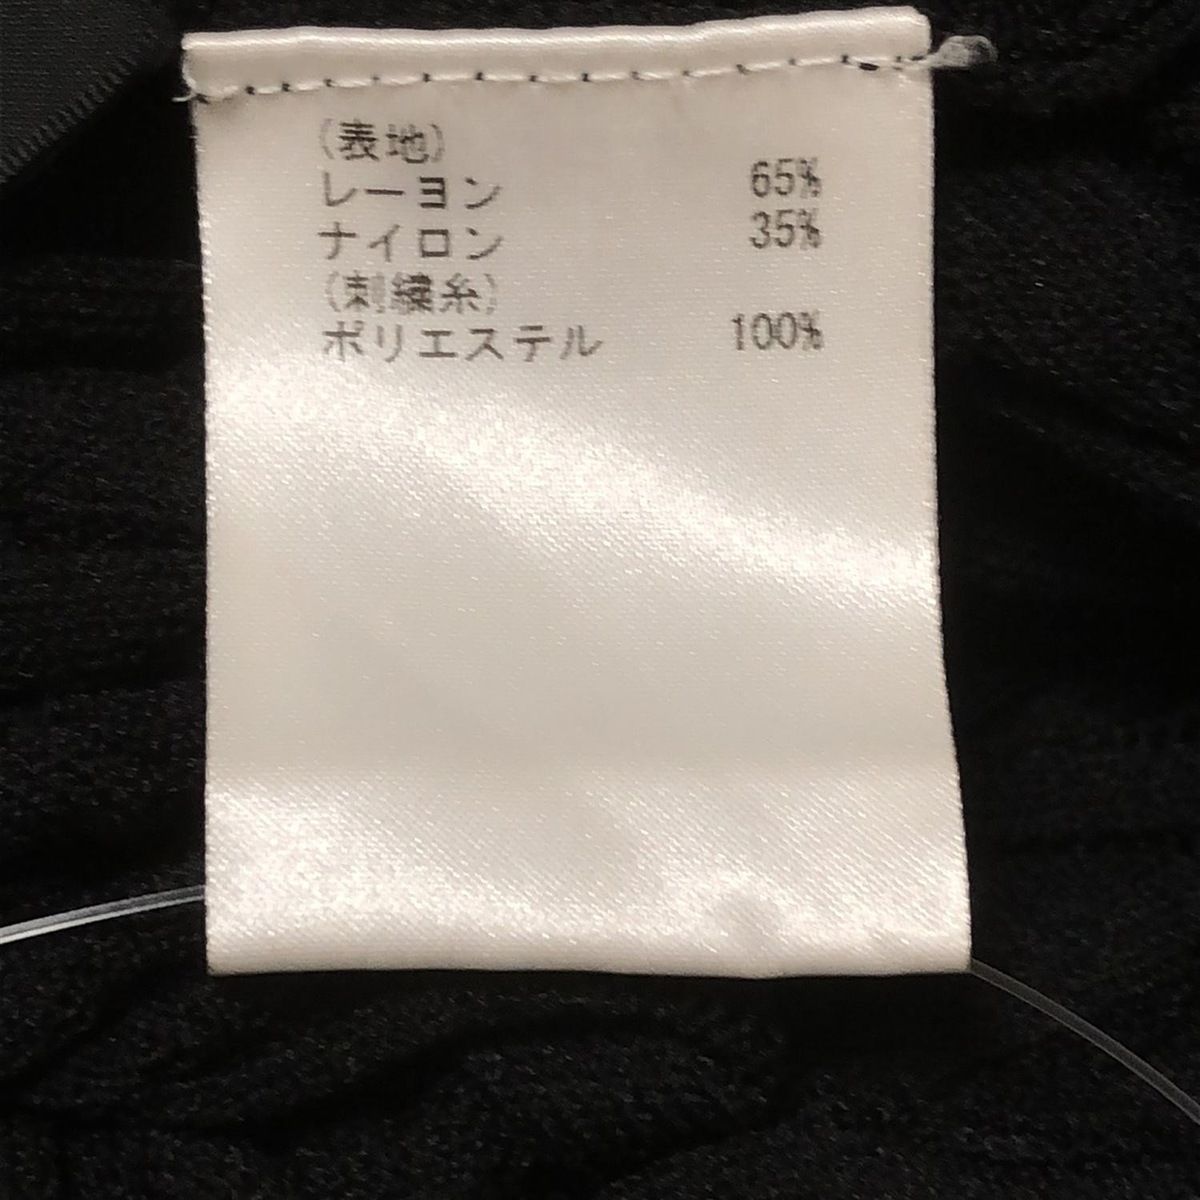 (表地)
レーヨン 65%
ナイロン 35%
(刺繍糸)
ポリエステル 100%